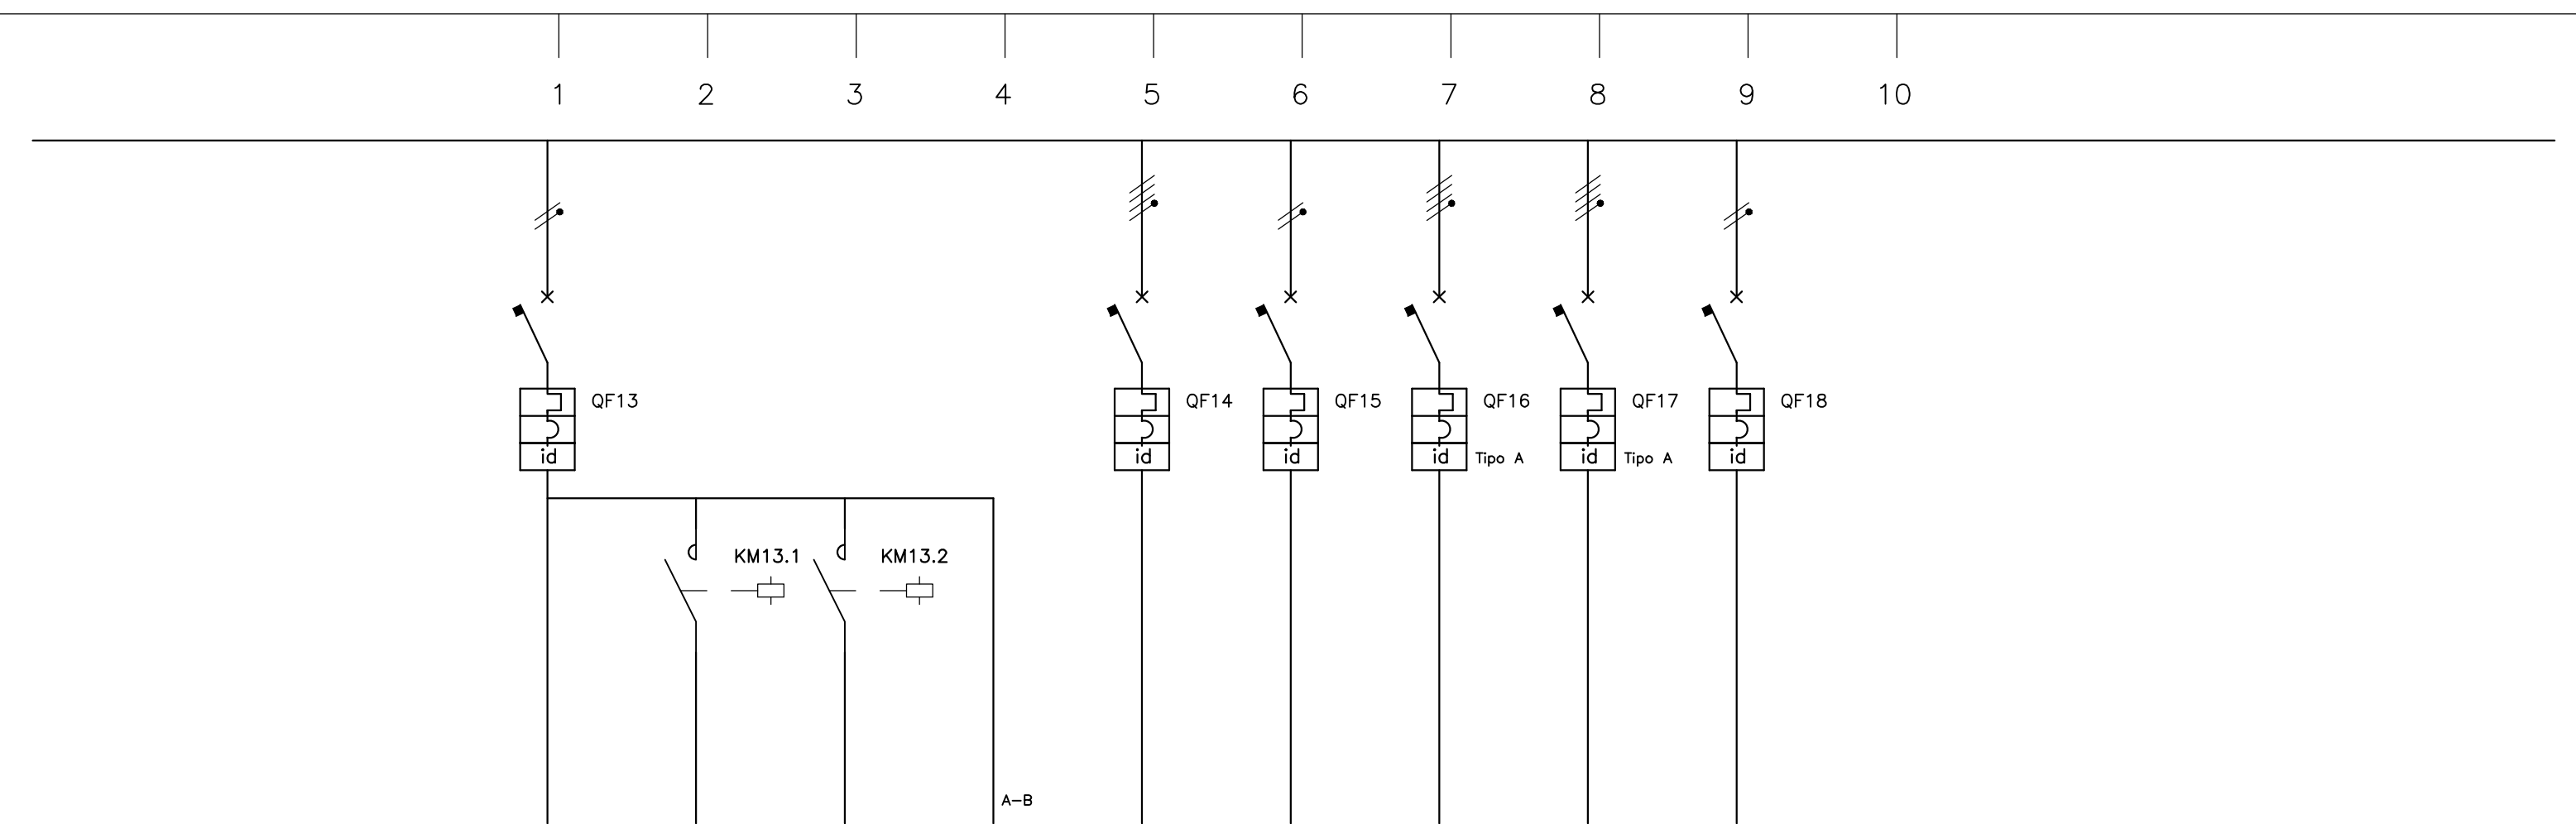 1 2 3 4 5 6 7 8 9 10
QF13 QF14 QF15 QF16 QF17 QF18
id id id id Tipo A id Tipo A id
KM13.1 KM13.2
A-B